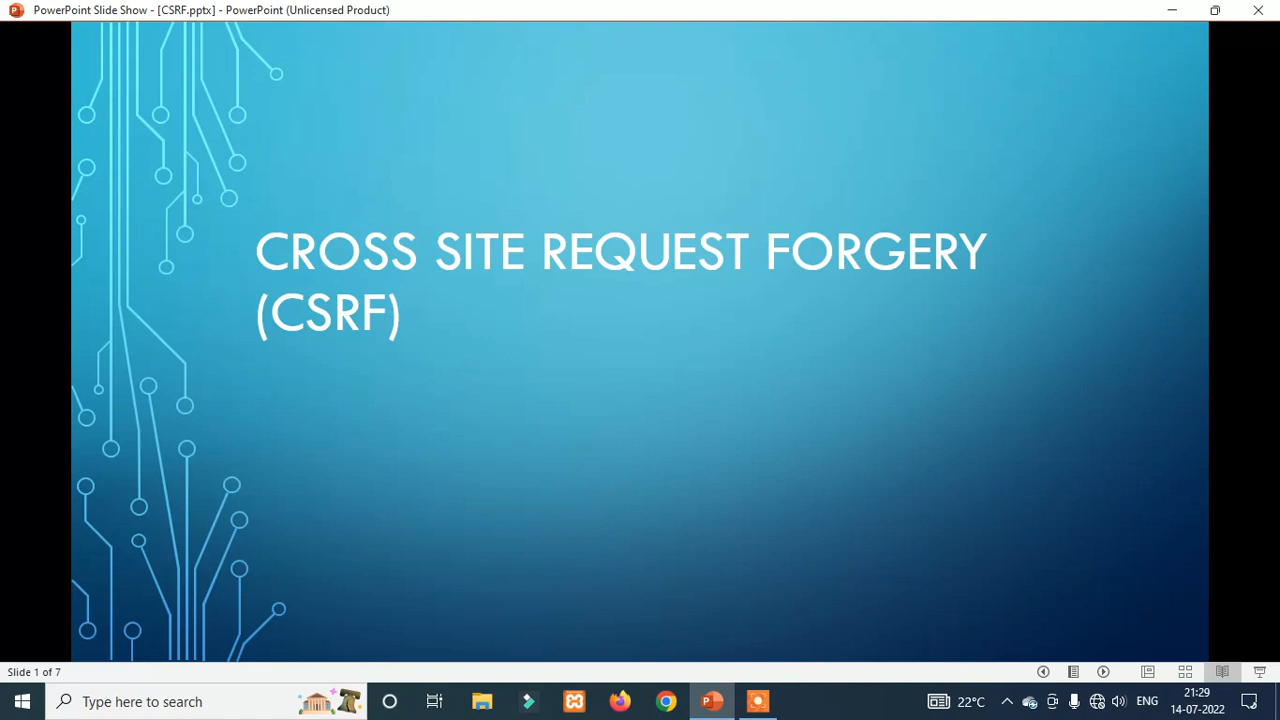 PowerPoint Slide Show - [CSRF.pptx] - PowerPoint (Unlicensed Product)
CROSS SITE REQUEST FORGERY
(CSRF)
Slide 1 of 7
Type here to search
22°C
ENG
21:29
14-07-2022